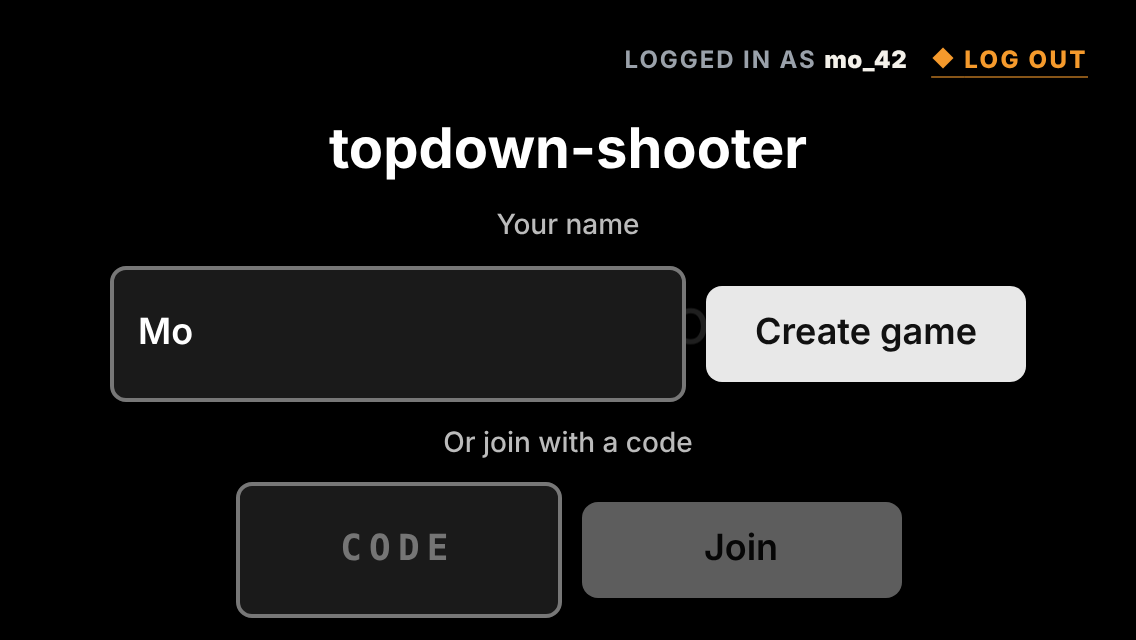 LOGGED IN AS mo_42 ◆ LOG OUT
topdown-shooter
Your name
Mo
Create game
Or join with a code
CODE
Join